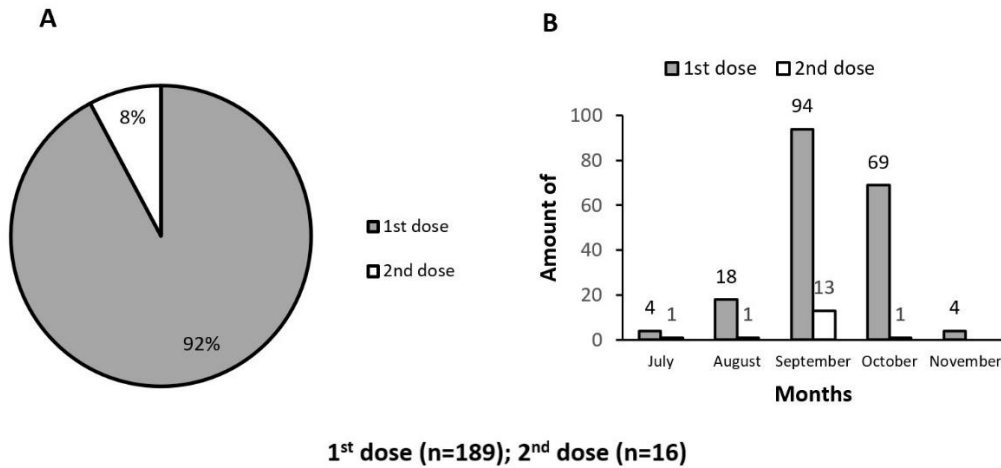 A
8%
92%
1st dose
2nd dose
B
1st dose 2nd dose
Amount of
100
80
60
40
20
0
4
1
18
1
94
13
69
1
4
July August September October November
Months
1st dose (n=189); 2nd dose (n=16)